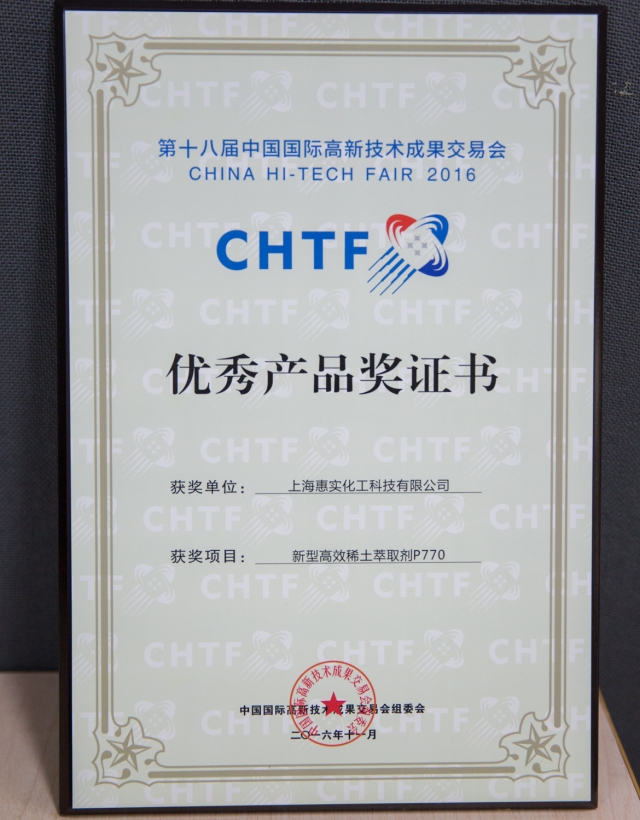 第十八届中国国际高新技术成果交易会
CHINA HI-TECH FAIR 2016
CHTF
优秀产品奖证书
获奖单位：上海惠实化工科技有限公司
获奖项目：新型高效稀土萃取剂P770
中国国际高新技术成果交易会组委会
二〇一六年十一月